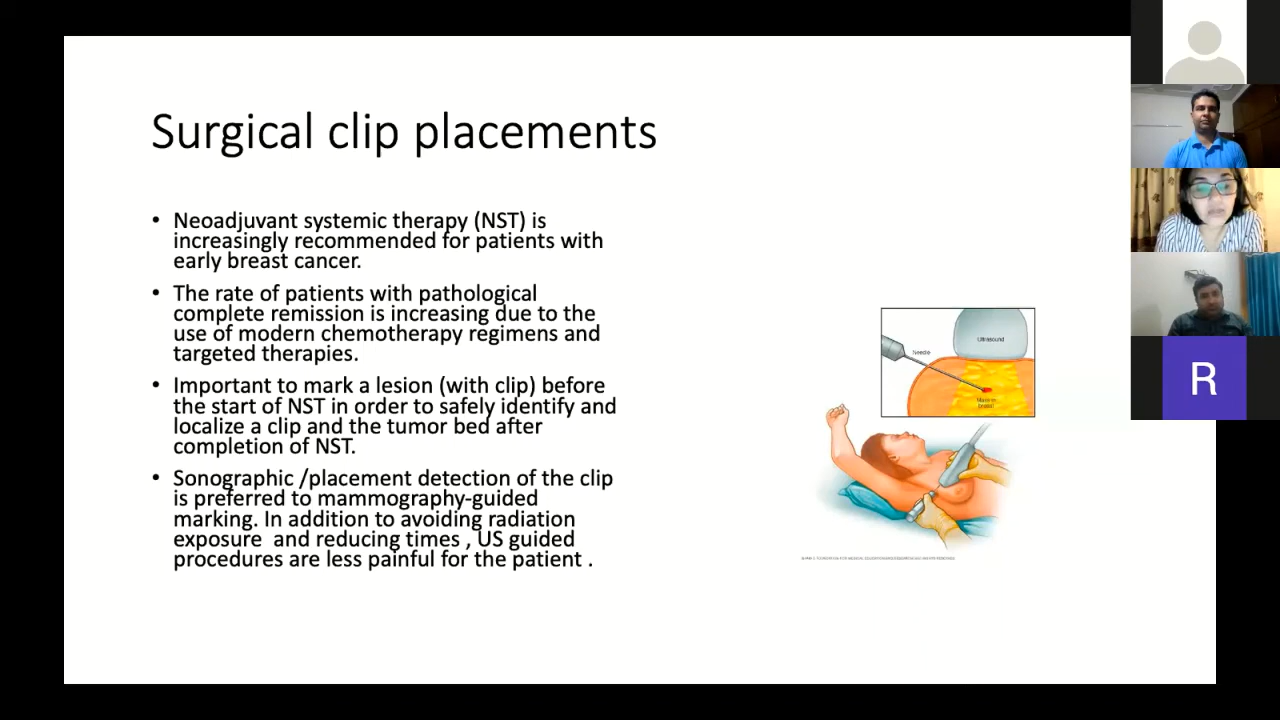 Surgical clip placements
• Neoadjuvant systemic therapy (NST) is
increasingly recommended for patients with
early breast cancer.
• The rate of patients with pathological
complete remission is increasing due to the
use of modern chemotherapy regimens and
targeted therapies.
• Important to mark a lesion (with clip) before
the start of NST in order to safely identify and
localize a clip and the tumor bed after
completion of NST.
• Sonographic /placement detection of the clip
is preferred to mammography-guided
marking. In addition to avoiding radiation
exposure and reducing times , US guided
procedures are less painful for the patient .
Ultrasound
Needle
Mass in
breast
R